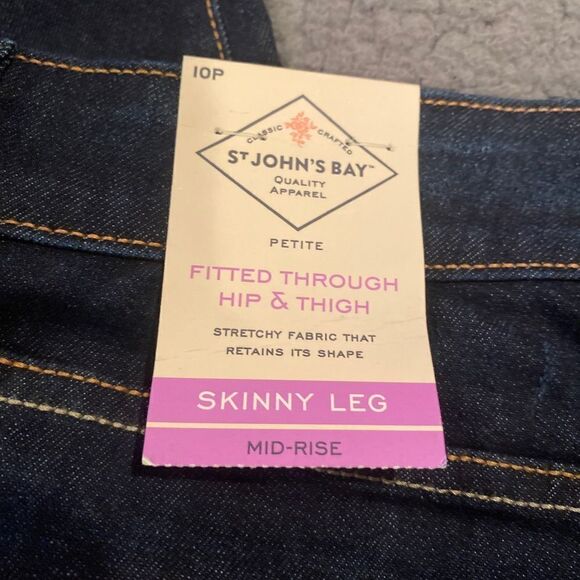 10P
CLASSIC CRAFTED
ST JOHN'S BAY™
QUALITY
APPAREL
PETITE
FITTED THROUGH
HIP & THIGH
STRETCHY FABRIC THAT
RETAINS ITS SHAPE
SKINNY LEG
MID-RISE